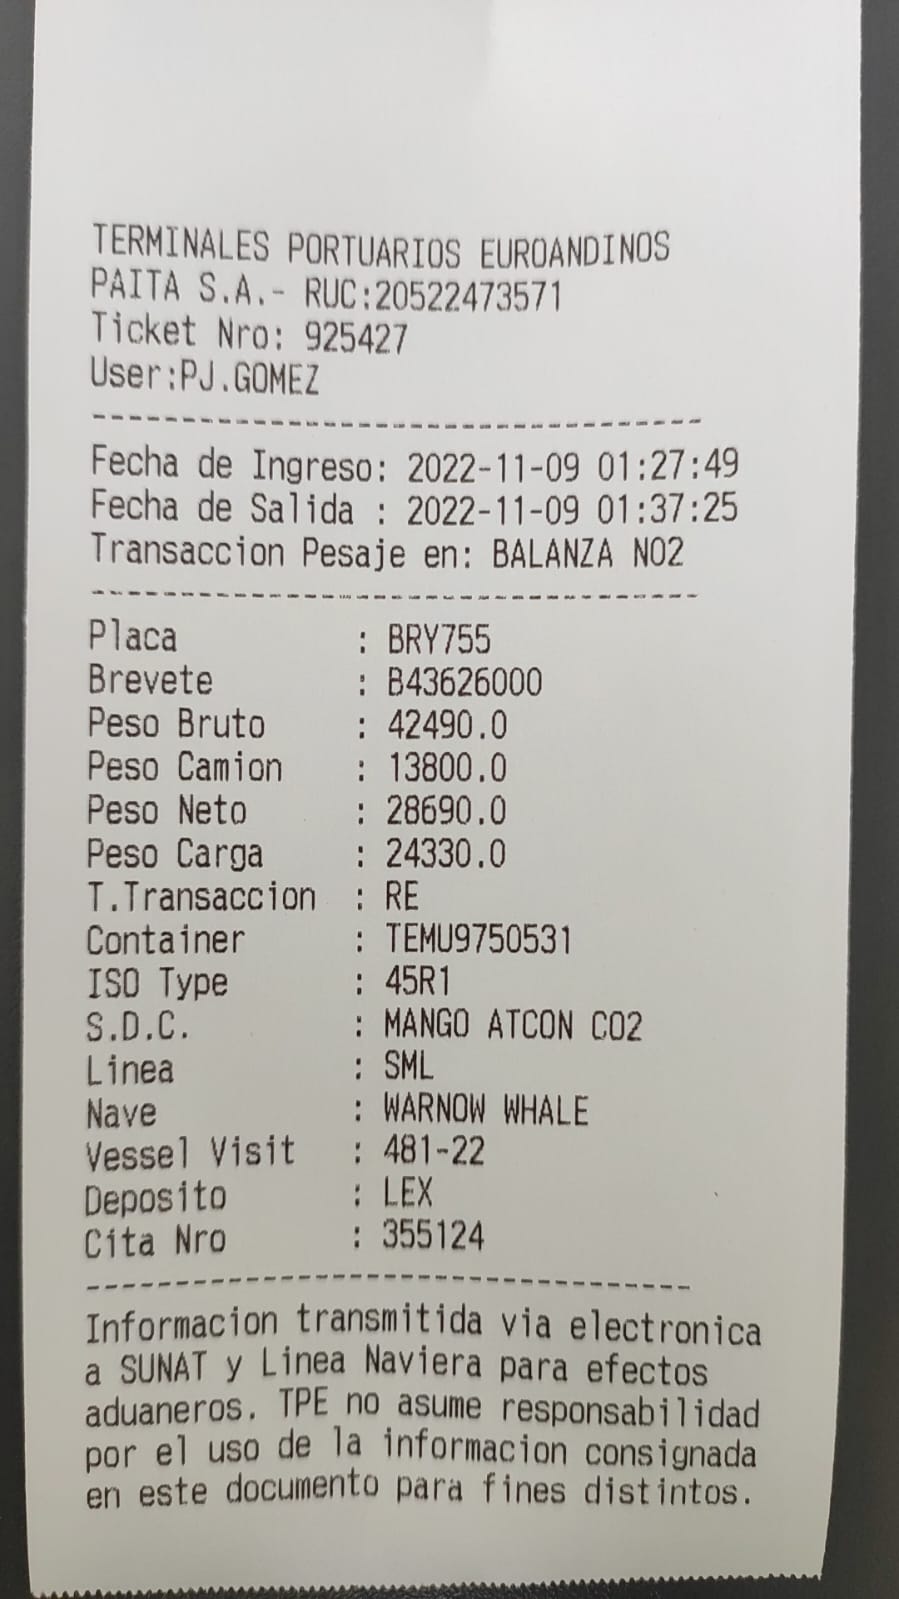 TERMINALES PORTUARIOS EUROANDINOS
PAITA S.A.- RUC:20522473571
Ticket Nro: 925427
User:PJ.GOMEZ
----------------------------------
Fecha de Ingreso: 2022-11-09 01:27:49
Fecha de Salida : 2022-11-09 01:37:25
Transaccion Pesaje en: BALANZA NO2
----------------------------------
Placa : BRY755
Brevete : B43626000
Peso Bruto : 42490.0
Peso Camion : 13800.0
Peso Neto : 28690.0
Peso Carga : 24330.0
T.Transaccion : RE
Container : TEMU9750531
ISO Type : 45R1
S.D.C. : MANGO ATCON CO2
Linea : SML
Nave : WARNOW WHALE
Vessel Visit : 481-22
Deposito : LEX
Cita Nro : 355124
----------------------------------
Informacion transmitida via electronica
a SUNAT y Linea Naviera para efectos
aduaneros. TPE no asume responsabilidad
por el uso de la informacion consignada
en este documento para fines distintos.